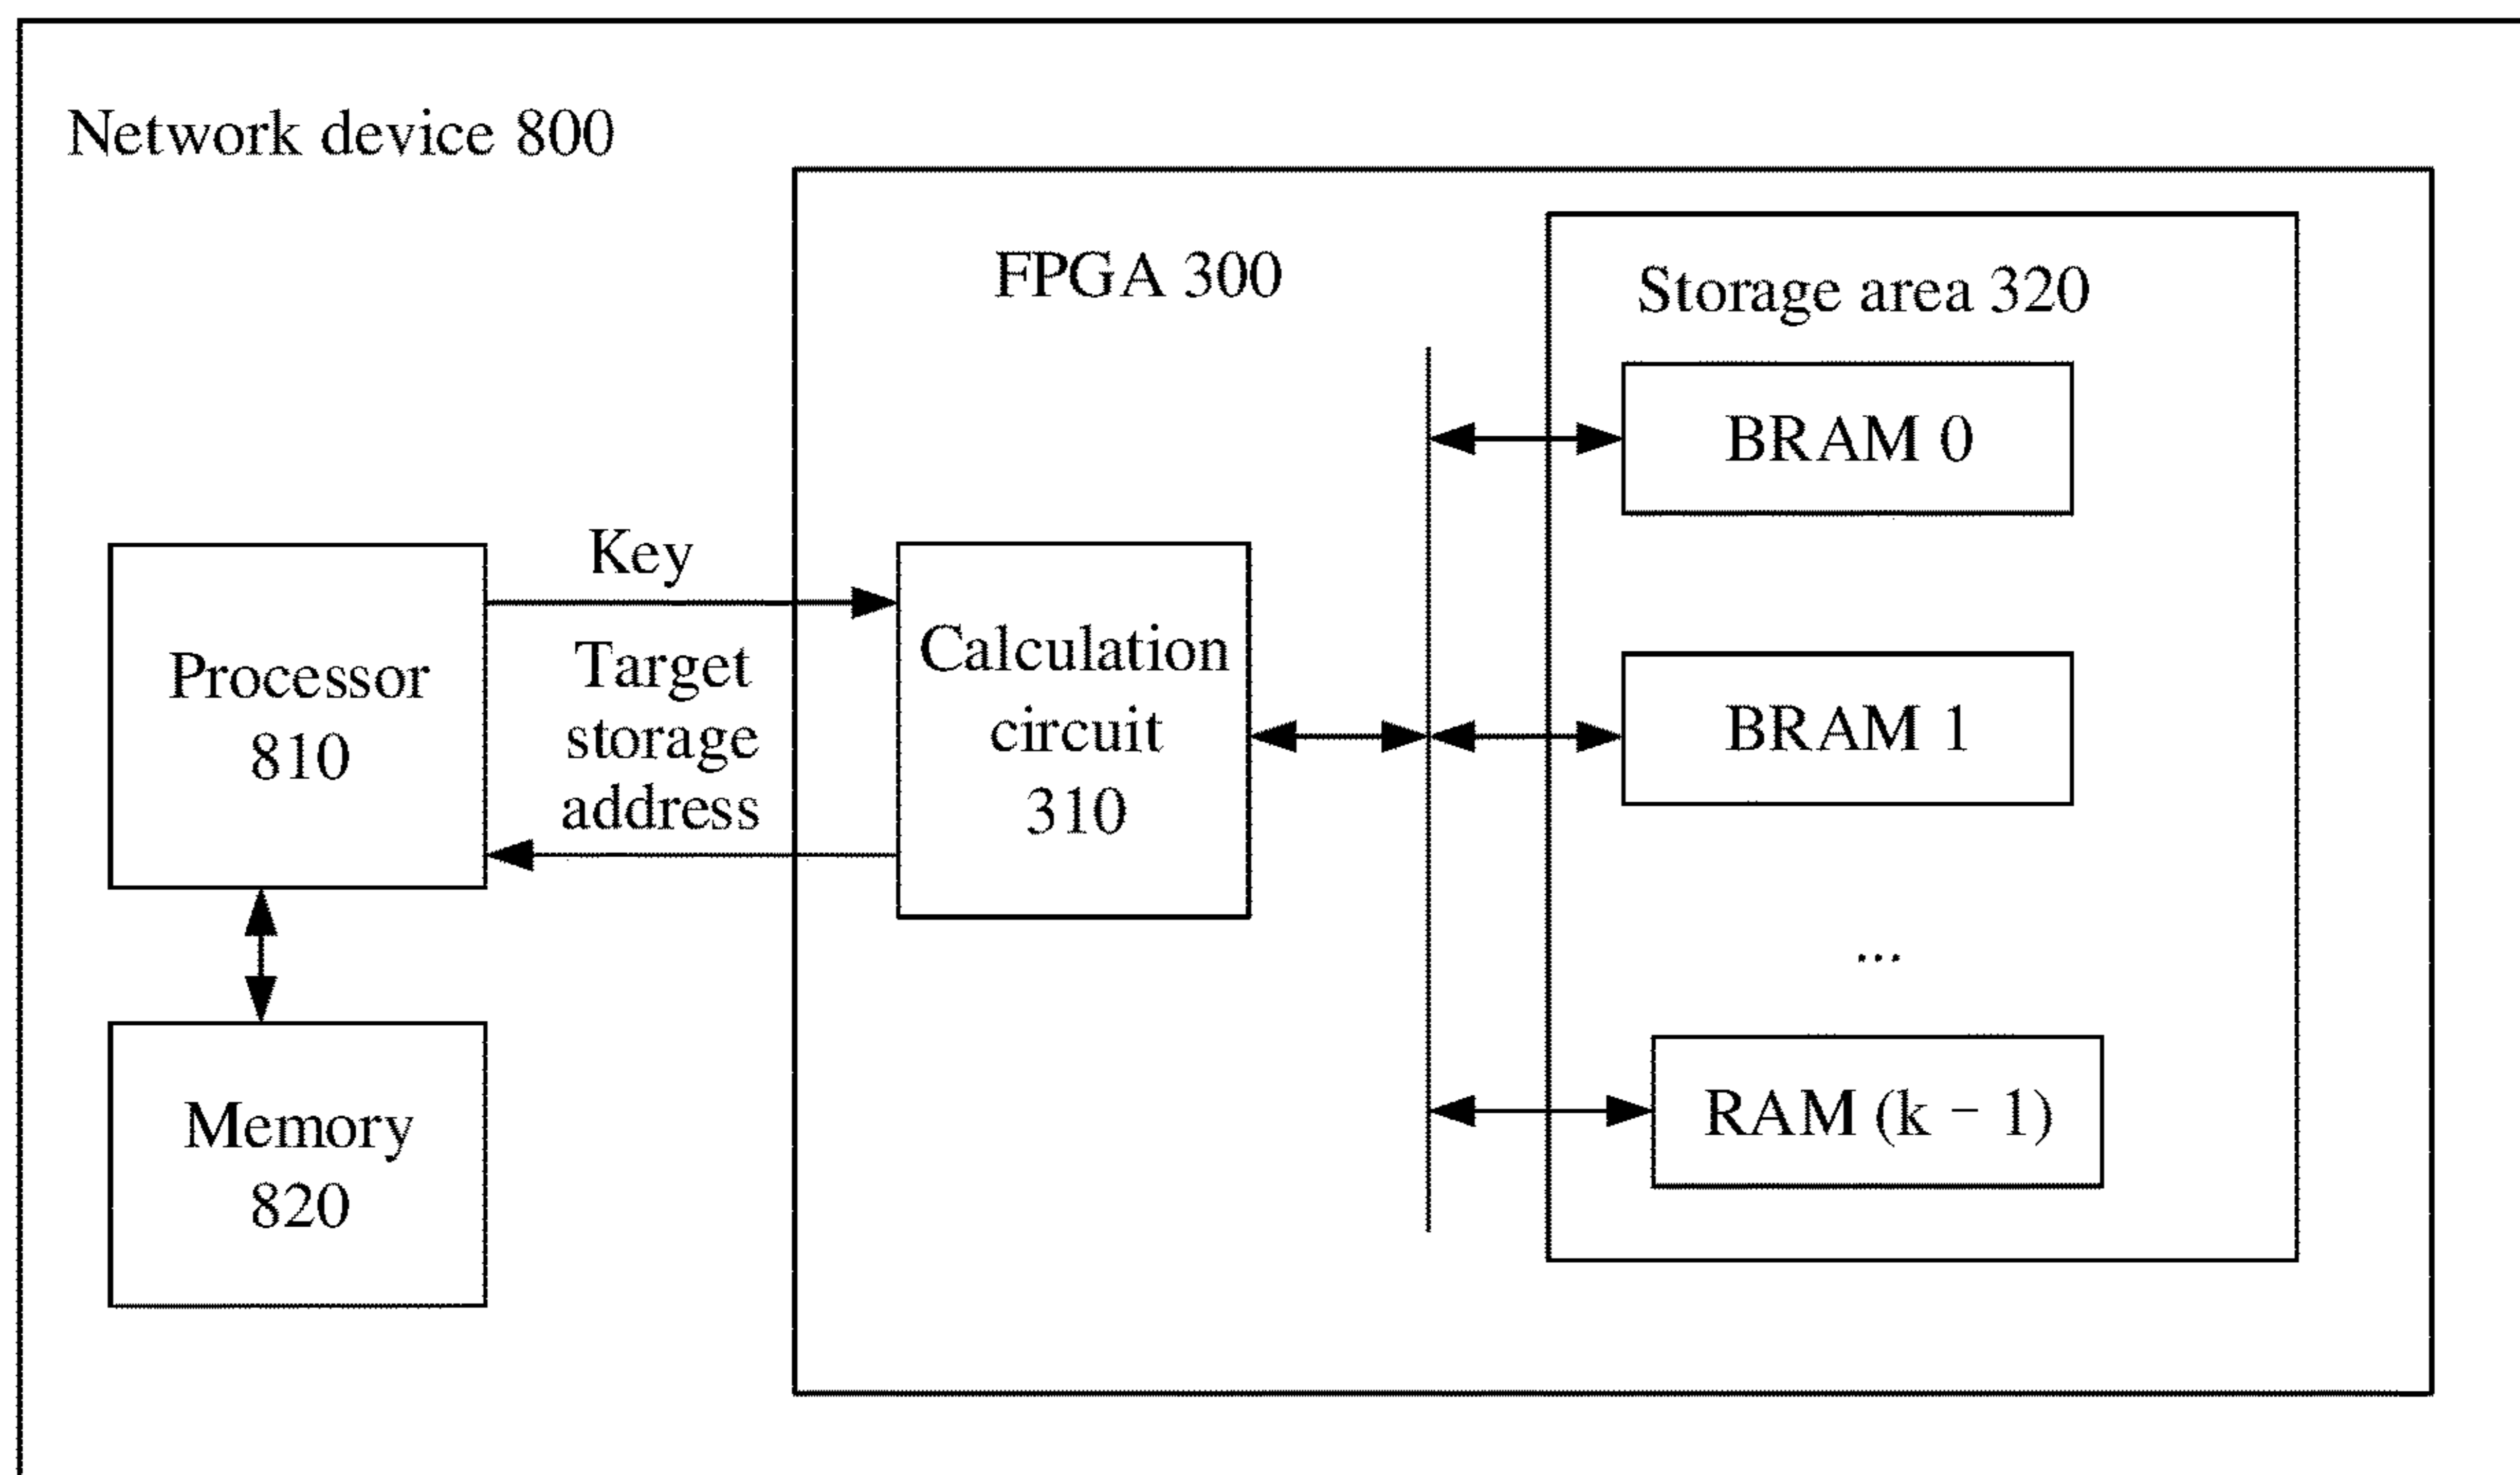 Network device 800
FPGA 300
Storage area 320
BRAM 0
Key
Processor
810
Target
storage
address
Calculation
circuit
310
BRAM 1
...
Memory
820
RAM (k − 1)